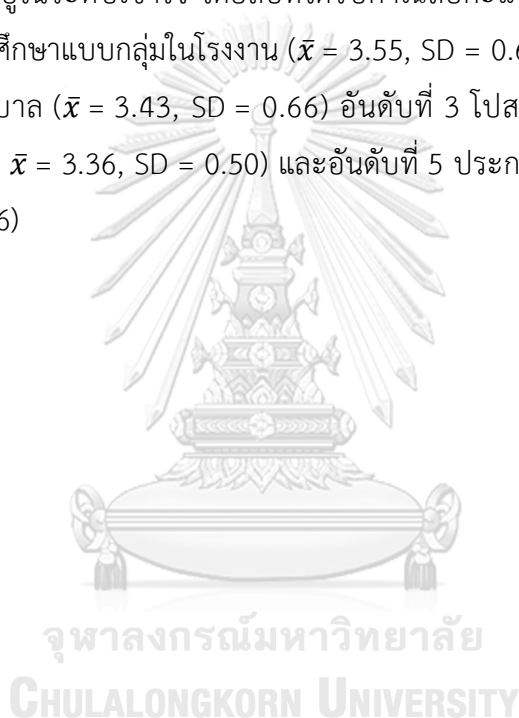 ศึกษาแบบกลุ่มในโรงงาน (x̄ = 3.55, SD = 0.6
บาล (x̄ = 3.43, SD = 0.66) อันดับที่ 3 โปส
x̄ = 3.36, SD = 0.50) และอันดับที่ 5 ประก
6)
จุฬาลงกรณ์มหาวิทยาลัย
CHULALONGKORN UNIVERSITY